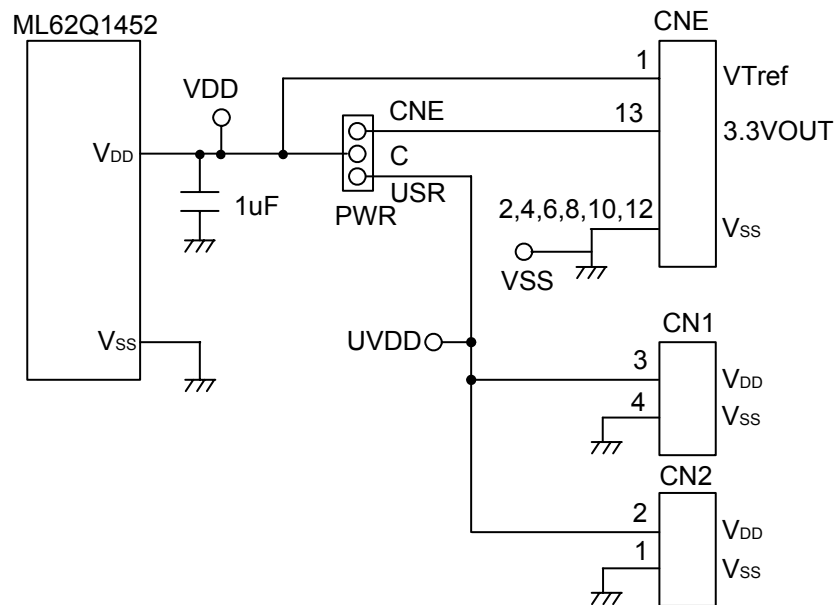 ML62Q1452
CNE
VDD
1
VTref
CNE
13
3.3VOUT
VDD
C
1uF
USR
PWR
2,4,6,8,10,12
VSS
VSS
VSS
UVDD
CN1
3
VDD
4
VSS
CN2
2
VDD
1
VSS